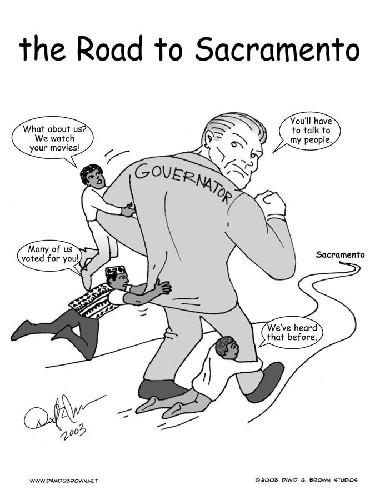 the Road to Sacramento
What about us?
We watch
your movies!
You'll have
to talk to
my people.
GOVERNATOR
Many of us
voted for you!
Sacramento
We've heard
that before.
2003
WWW.DAVIDGBROWN.NET
©2003 DAVID G. BROWN STUDIOS